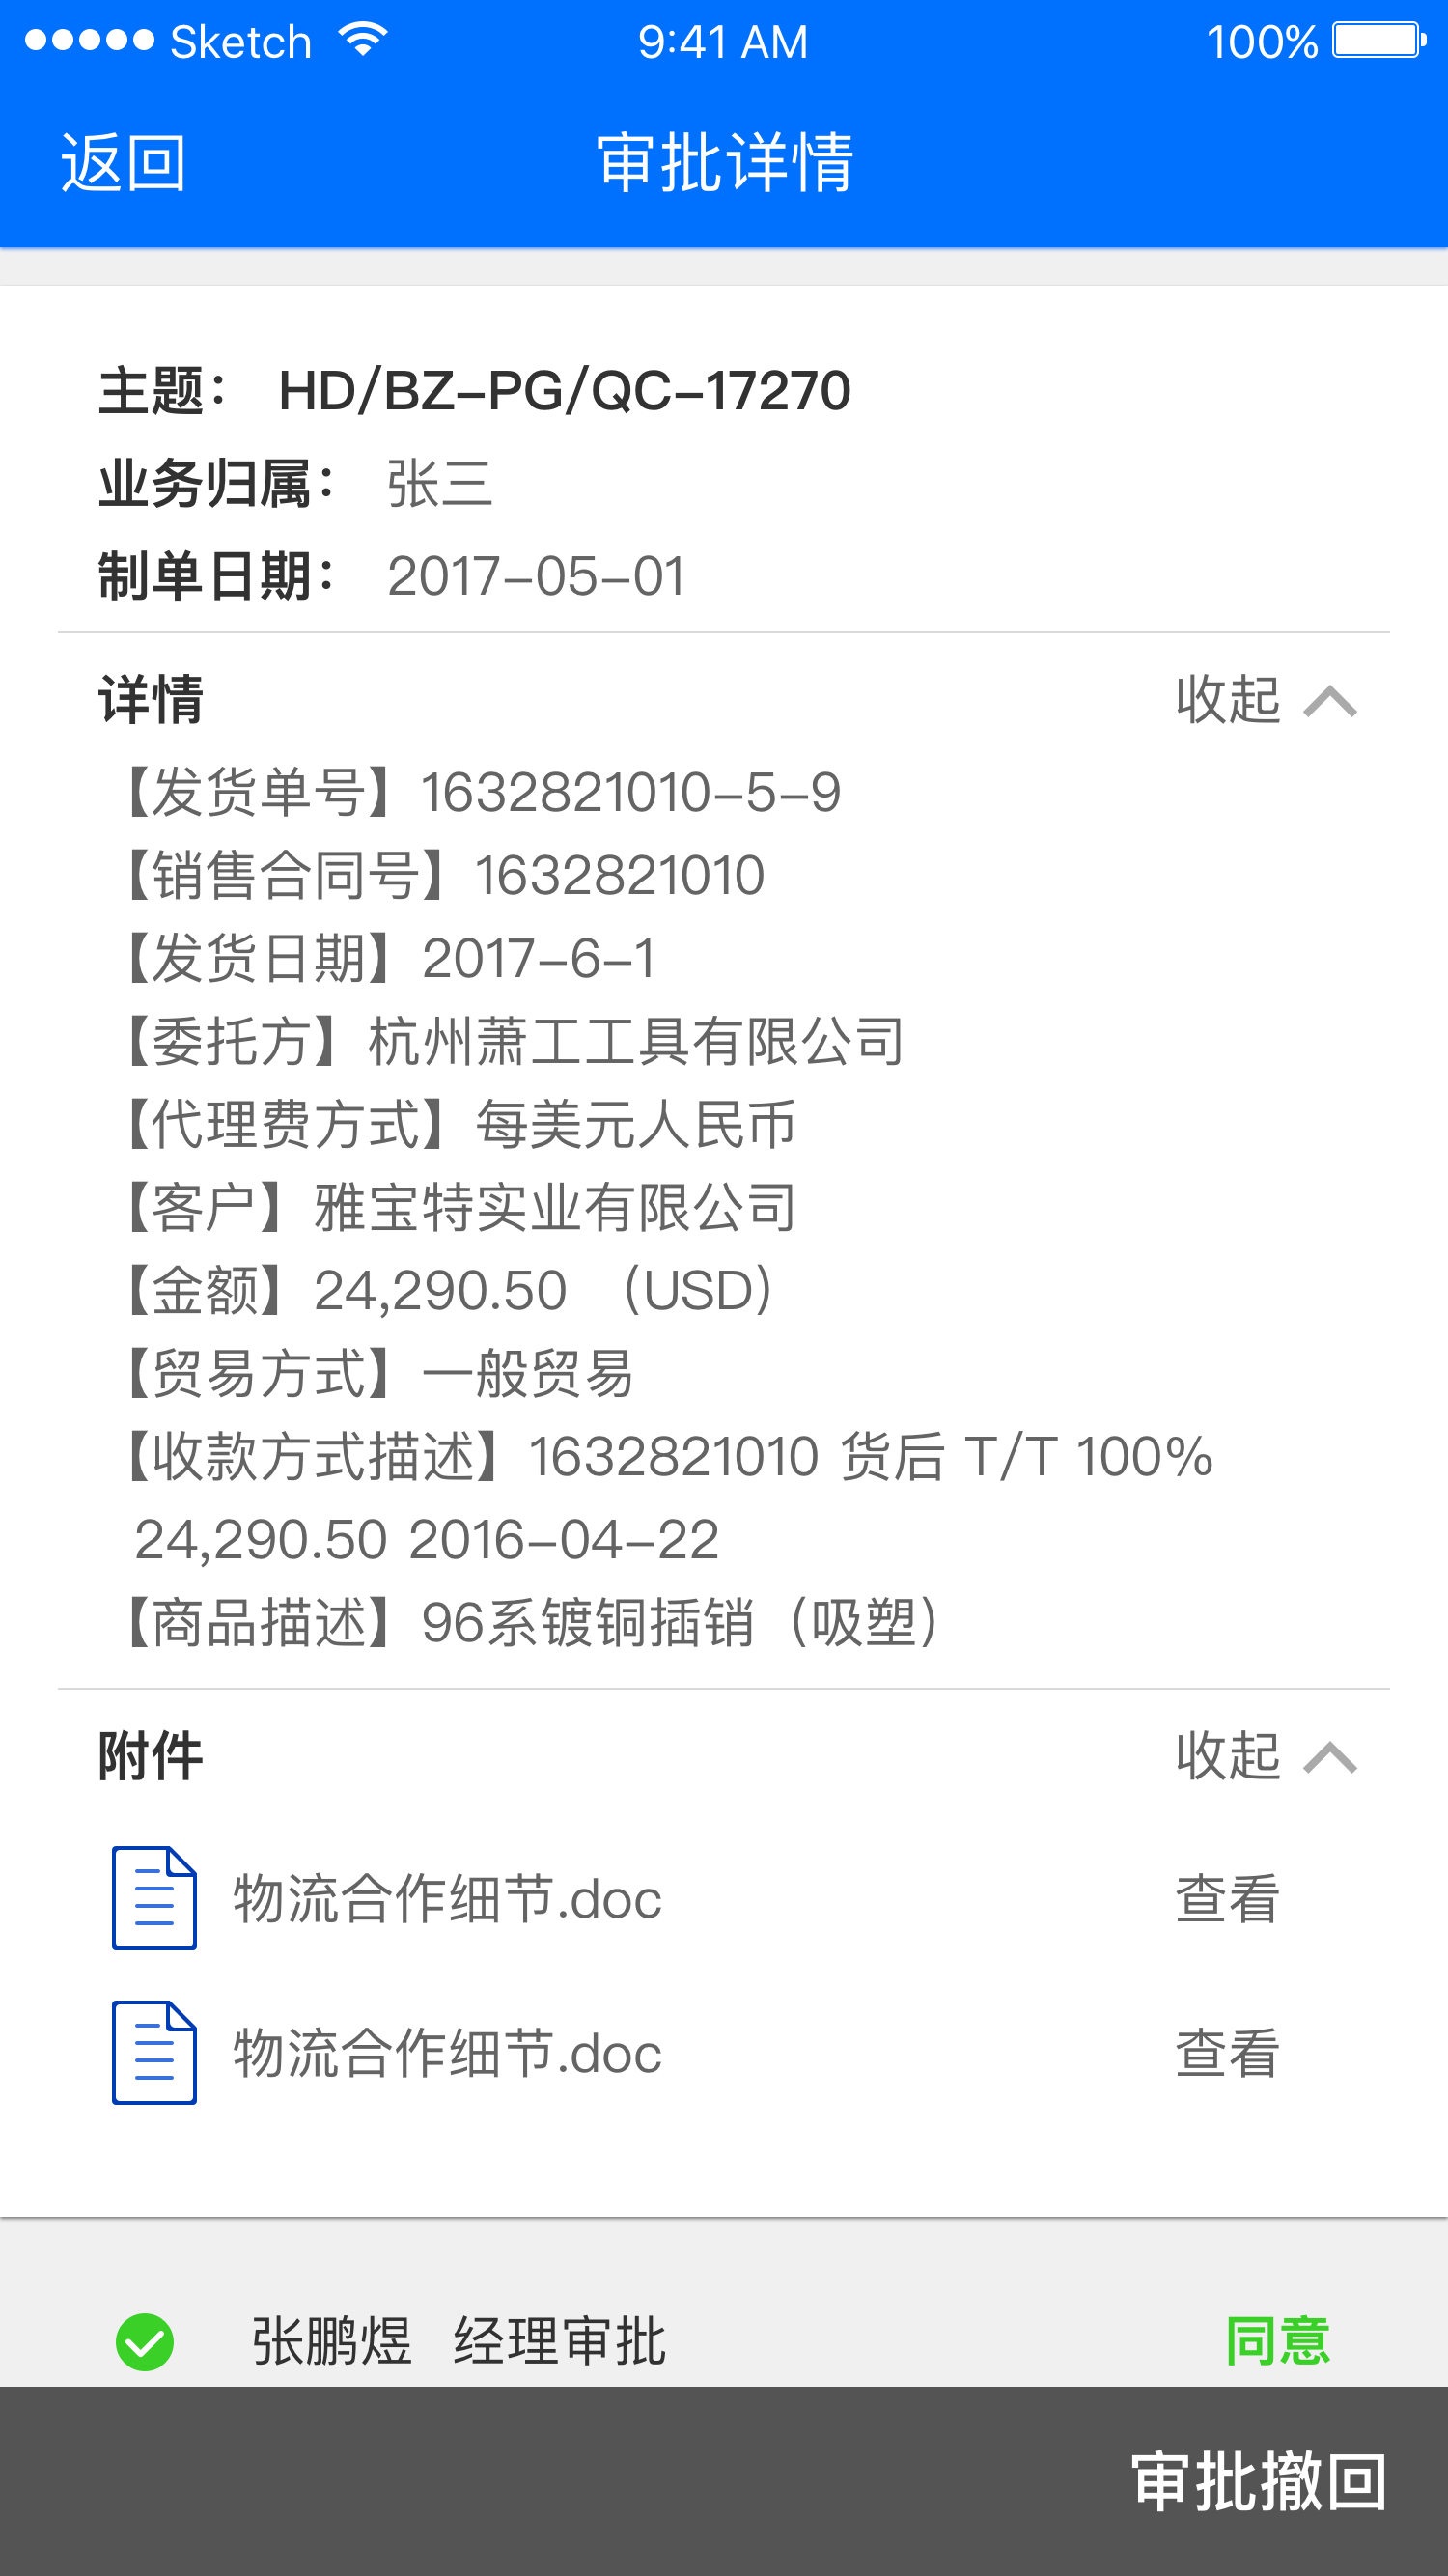 Sketch 9:41 AM 100%
返回 审批详情
主题： HD/BZ-PG/QC-17270
业务归属： 张三
制单日期： 2017-05-01
详情 收起
【发货单号】1632821010-5-9
【销售合同号】1632821010
【发货日期】2017-6-1
【委托方】杭州萧工工具有限公司
【代理费方式】每美元人民币
【客户】雅宝特实业有限公司
【金额】24,290.50 （USD）
【贸易方式】一般贸易
【收款方式描述】1632821010 货后 T/T 100%
24,290.50 2016-04-22
【商品描述】96系镀铜插销（吸塑）
附件 收起
物流合作细节.doc 查看
物流合作细节.doc 查看
张鹏煜 经理审批 同意
审批撤回